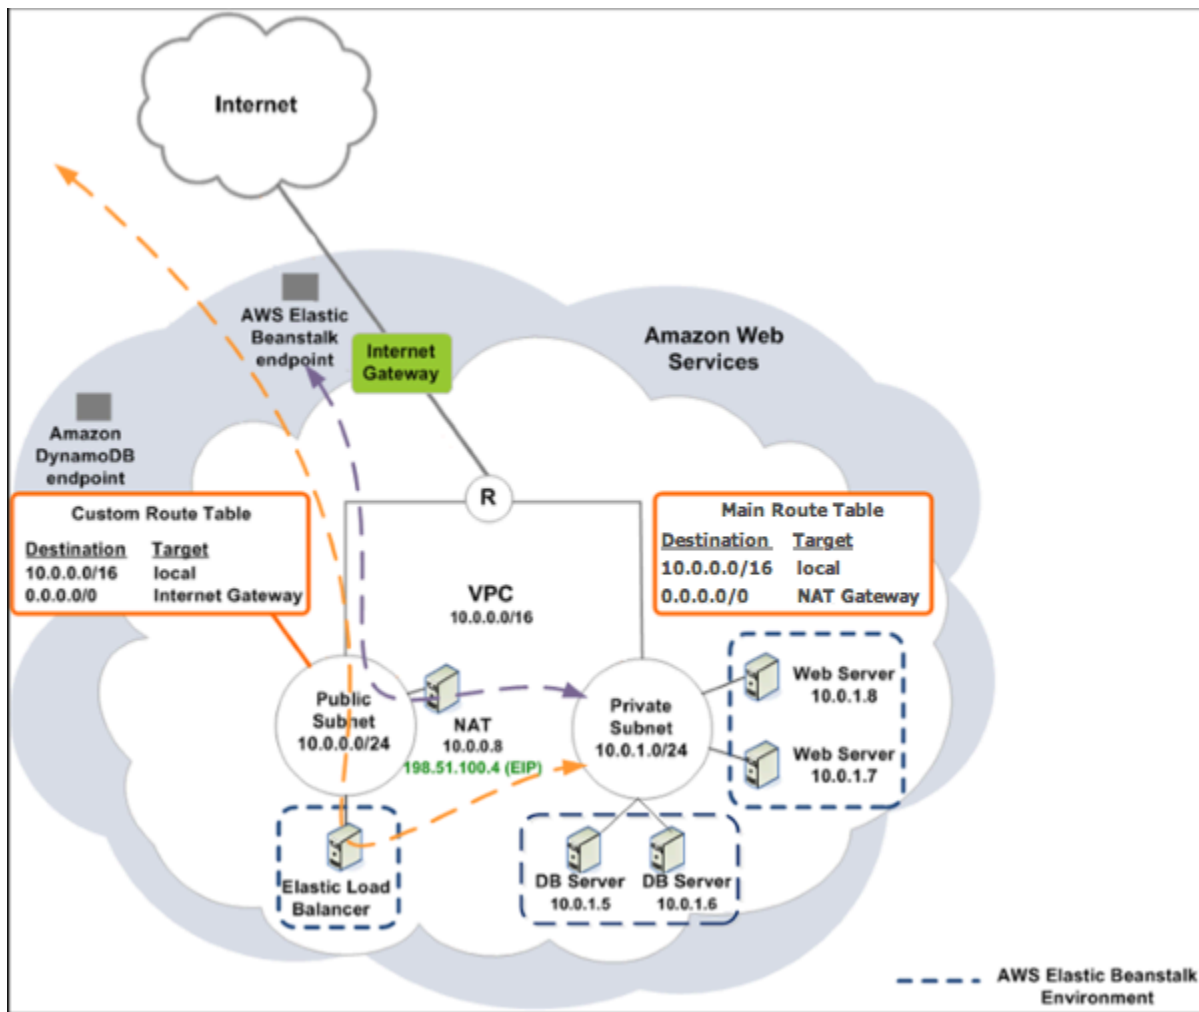 Internet
AWS Elastic
Beanstalk
endpoint
Internet
Gateway
Amazon Web
Services
Amazon
DynamoDB
endpoint
Custom Route Table
Destination Target
10.0.0.0/16 local
0.0.0.0/0 Internet Gateway
R
Main Route Table
Destination Target
10.0.0.0/16 local
0.0.0.0/0 NAT Gateway
VPC
10.0.0.0/16
Public
Subnet
10.0.0.0/24
NAT
10.0.0.8
198.51.100.4 (EIP)
Private
Subnet
10.0.1.0/24
Web Server
10.0.1.8
Web Server
10.0.1.7
Elastic Load
Balancer
DB Server
10.0.1.5
DB Server
10.0.1.6
AWS Elastic Beanstalk
Environment